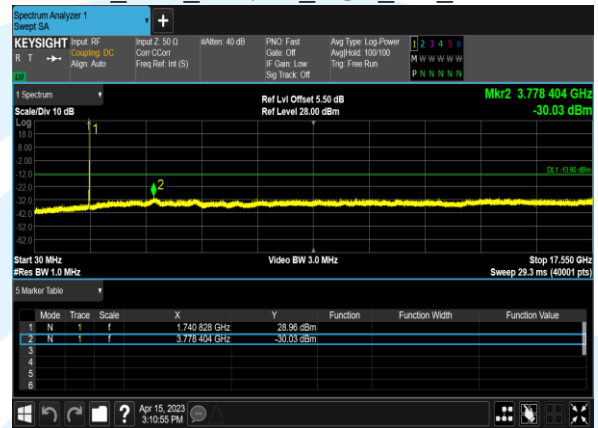 Spectrum Analyzer 1
Swept SA
+
KEYSIGHT Input: RF Input Z: 50 Ω #Atten: 40 dB PNO: Fast Avg Type: Log-Power 1 2 3 4 5 6
R T Coupling: DC Corr CCorr Gate: Off Avg|Hold: 100/100 M W W W W W
Align: Auto Freq Ref: Int (S) IF Gain: Low Trig: Free Run
LV Sig Track: Off P N N N N N
1 Spectrum Ref Lvl Offset 5.50 dB Mkr2 3.778 404 GHz
Scale/Div 10 dB Ref Level 28.00 dBm -30.03 dBm
Log
1
18.0
8.00
-2.00
-12.0 DL1 -13.00 dBm
-22.0 2
-32.0
-42.0
-52.0
-62.0
Start 30 MHz Video BW 3.0 MHz Stop 17.550 GHz
#Res BW 1.0 MHz Sweep 29.3 ms (40001 pts)
5 Marker Table
Mode Trace Scale X Y Function Function Width Function Value
1 N 1 f 1.740 828 GHz 28.96 dBm
2 N 1 f 3.778 404 GHz -30.03 dBm
3
4
5
6
? Apr 15, 2023
3:10:55 PM